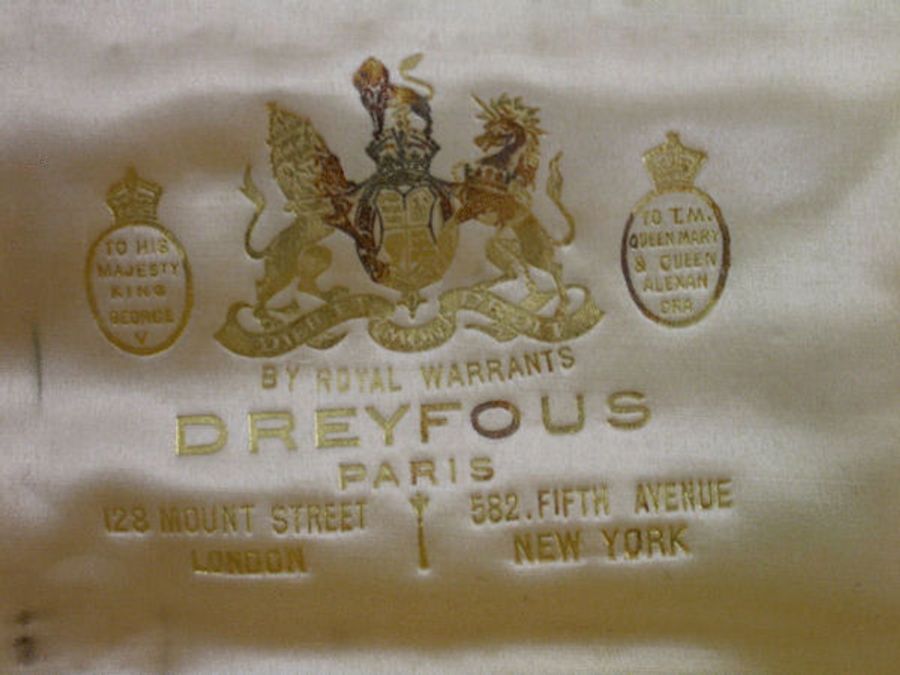 TO HIS
MAJESTY
KING
GEORGE
V
TO T.M.
QUEEN MARY
& QUEEN
ALEXAN
DRA
BY ROYAL WARRANTS
DREYFOUS
PARIS
128 MOUNT STREET
LONDON
582. FIFTH AVENUE
NEW YORK